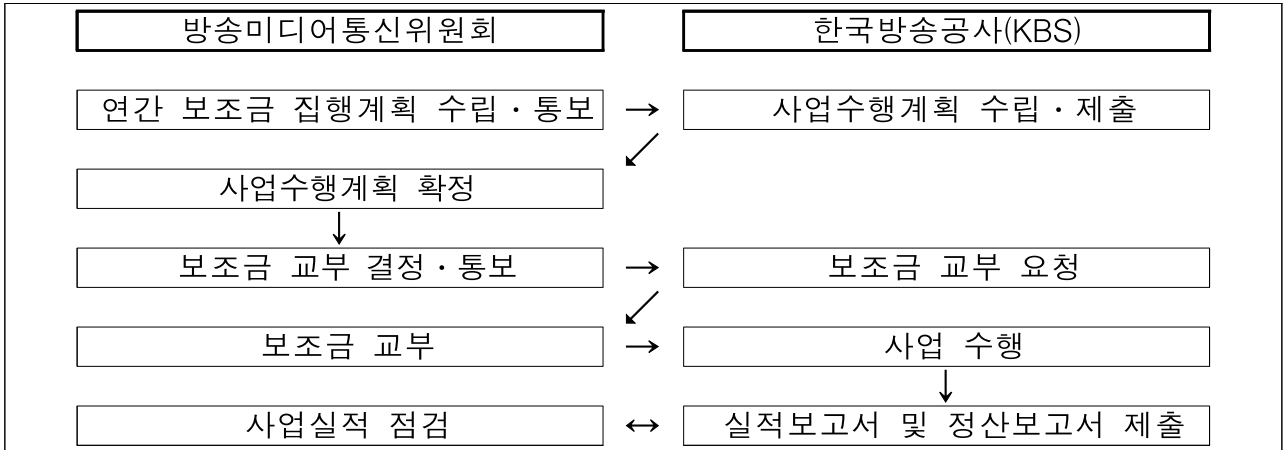 방송미디어통신위원회
한국방송공사(KBS)
연간 보조금 집행계획 수립·통보 → 사업수행계획 수립·제출
↙
사업수행계획 확정
↓
보조금 교부 결정·통보 → 보조금 교부 요청
↙
보조금 교부 → 사업 수행
↓
사업실적 점검 ↔ 실적보고서 및 정산보고서 제출